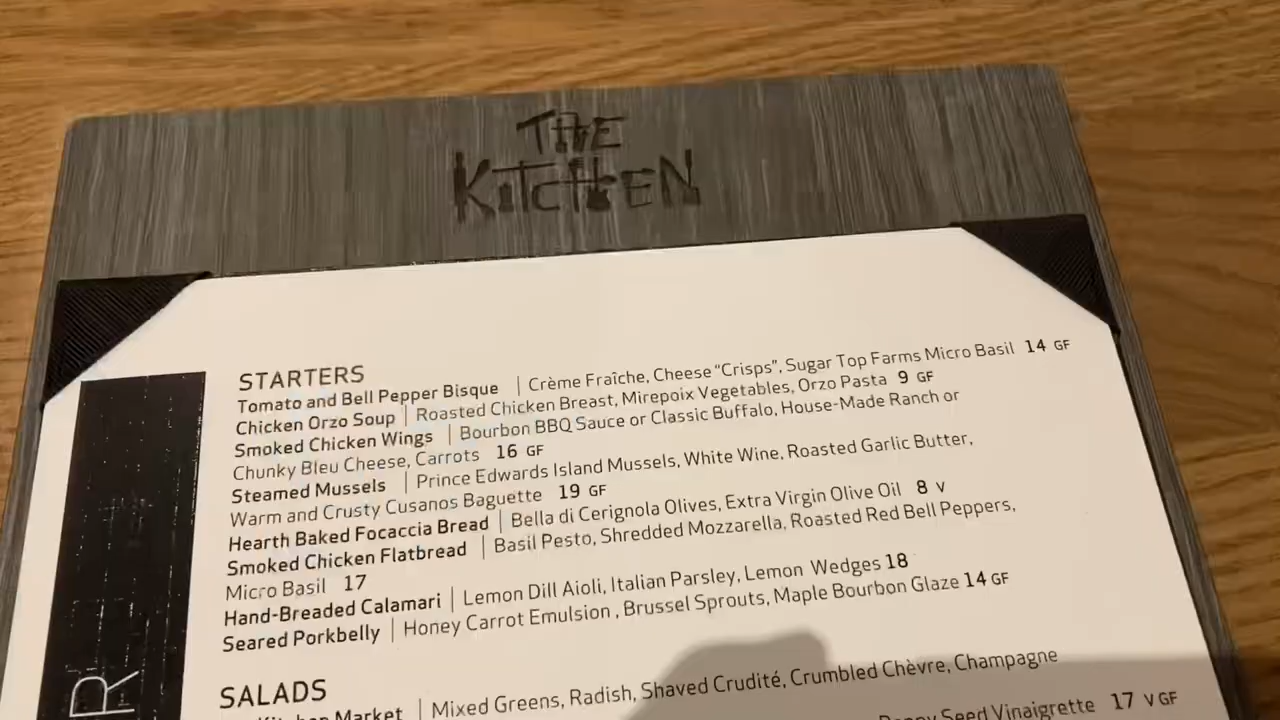 THE
KITCHEN
STARTERS
Tomato and Bell Pepper Bisque | Crème Fraîche, Cheese "Crisps", Sugar Top Farms Micro Basil 14 GF
Chicken Orzo Soup | Roasted Chicken Breast, Mirepoix Vegetables, Orzo Pasta 9 GF
Smoked Chicken Wings | Bourbon BBQ Sauce or Classic Buffalo, House-Made Ranch or
Chunky Bleu Cheese, Carrots 16 GF
Steamed Mussels | Prince Edwards Island Mussels, White Wine, Roasted Garlic Butter,
Warm and Crusty Cusanos Baguette 19 GF
Hearth Baked Focaccia Bread | Bella di Cerignola Olives, Extra Virgin Olive Oil 8 V
Smoked Chicken Flatbread | Basil Pesto, Shredded Mozzarella, Roasted Red Bell Peppers,
Micro Basil 17
Hand-Breaded Calamari | Lemon Dill Aioli, Italian Parsley, Lemon Wedges 18
Seared Porkbelly | Honey Carrot Emulsion, Brussel Sprouts, Maple Bourbon Glaze 14 GF
SALADS
Kitchen Market | Mixed Greens, Radish, Shaved Crudité, Crumbled Chèvre, Champagne
Seed Vinaigrette 17 V GF
R